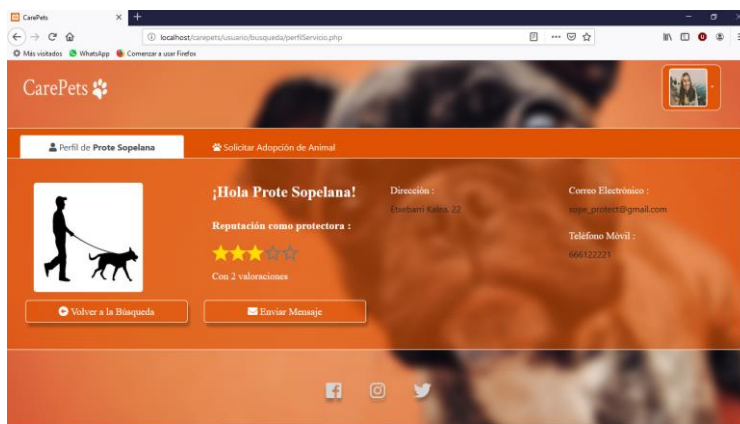 CarePets
localhost/carepets/usuario/busqueda/perfilServicio.php
Más visitados WhatsApp Comenzar a usar Firefox
CarePets
Perfil de Prote Sopelana
Solicitar Adopción de Animal
¡Hola Prote Sopelana!
Reputación como protectora :
Con 2 valoraciones
Dirección :
Etxebarri Kalea, 22
Correo Electrónico :
sope_protect@gmail.com
Teléfono Móvil :
666122221
Volver a la Búsqueda
Enviar Mensaje